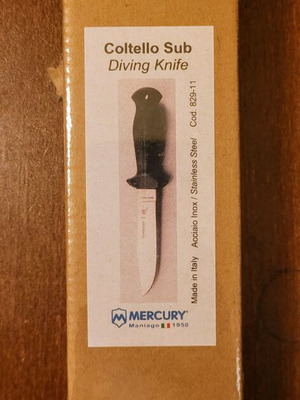 Coltello Sub
Diving Knife
Made in Italy Acciaio Inox / Stainless Steel Cod. 829-11
MERCURY
Maniago 1950